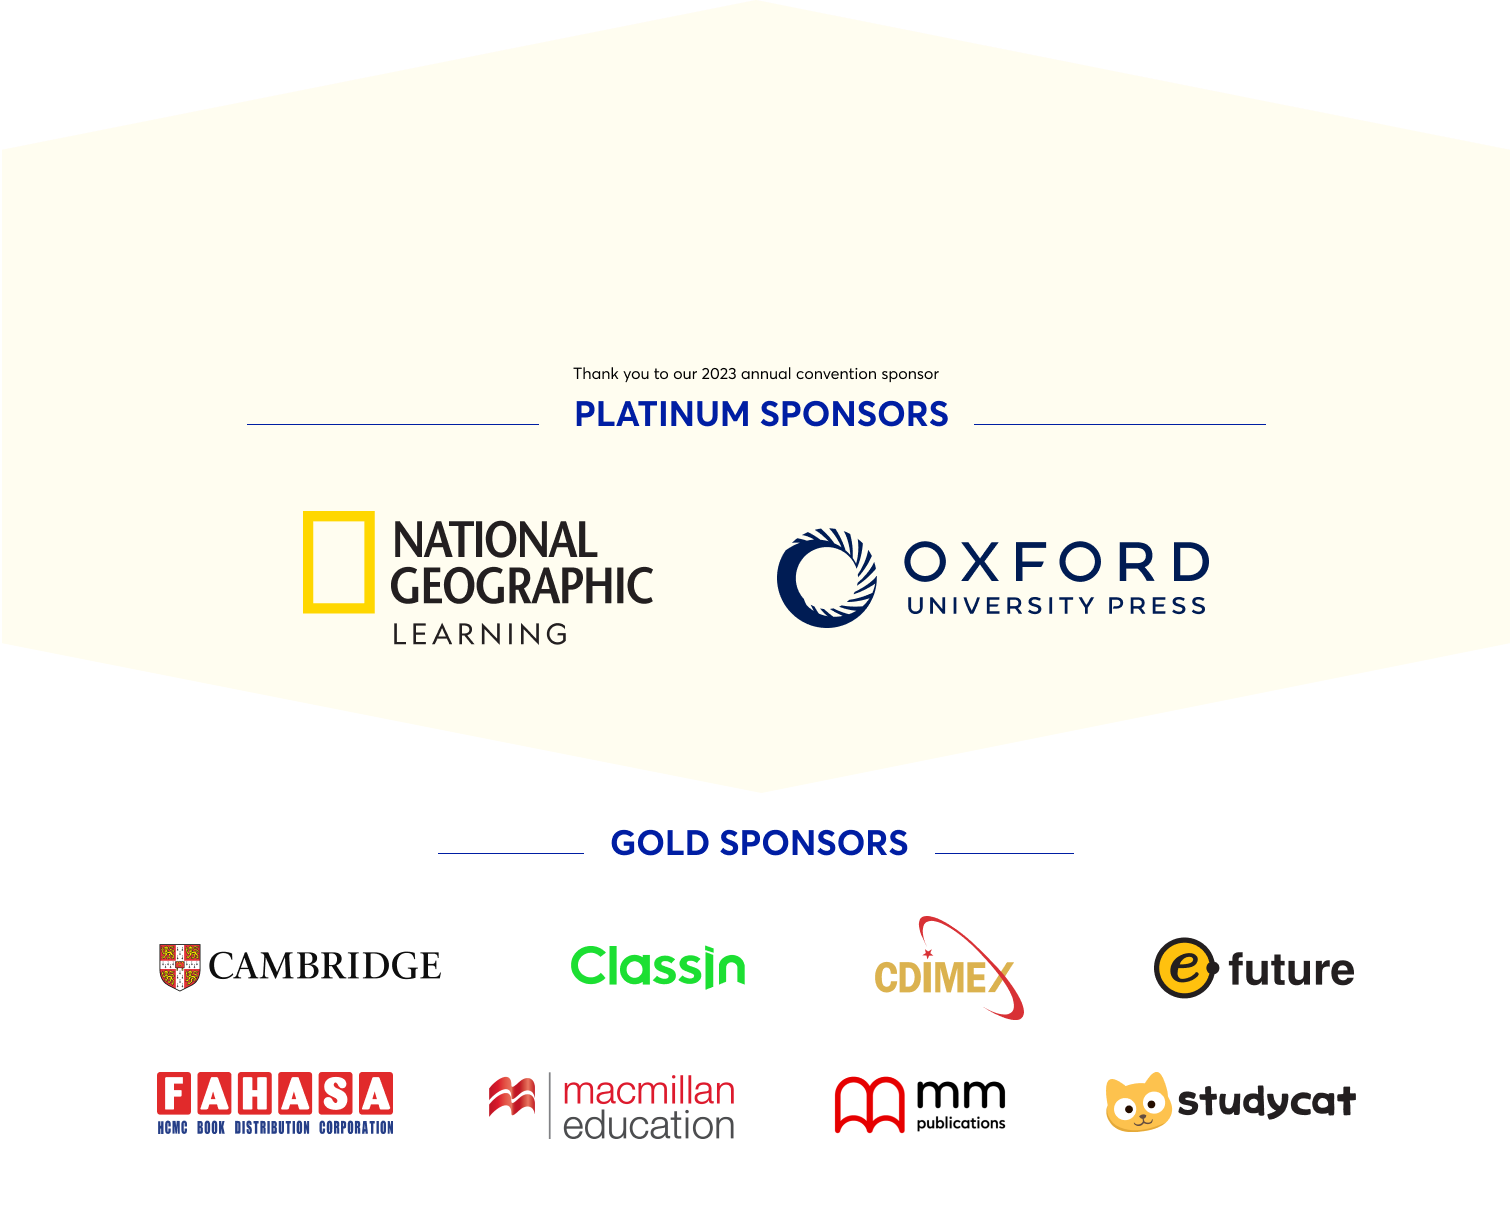 Thank you to our 2023 annual convention sponsor
PLATINUM SPONSORS
NATIONAL
GEOGRAPHIC
LEARNING
OXFORD
UNIVERSITY PRESS
GOLD SPONSORS
CAMBRIDGE
ClassIn
CDIMEX
e future
FAHASA
HCMC BOOK DISTRIBUTION CORPORATION
macmillan
education
mm
publications
studycat